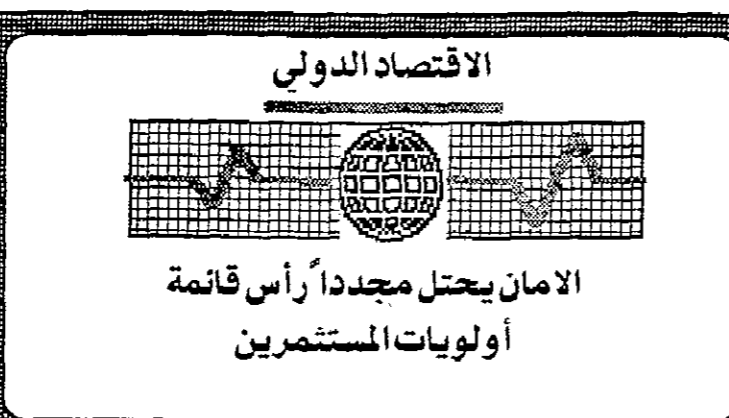 الاقتصاد الدولي
الامان يحتل مجدداً رأس قائمة
أولويات المستثمرين